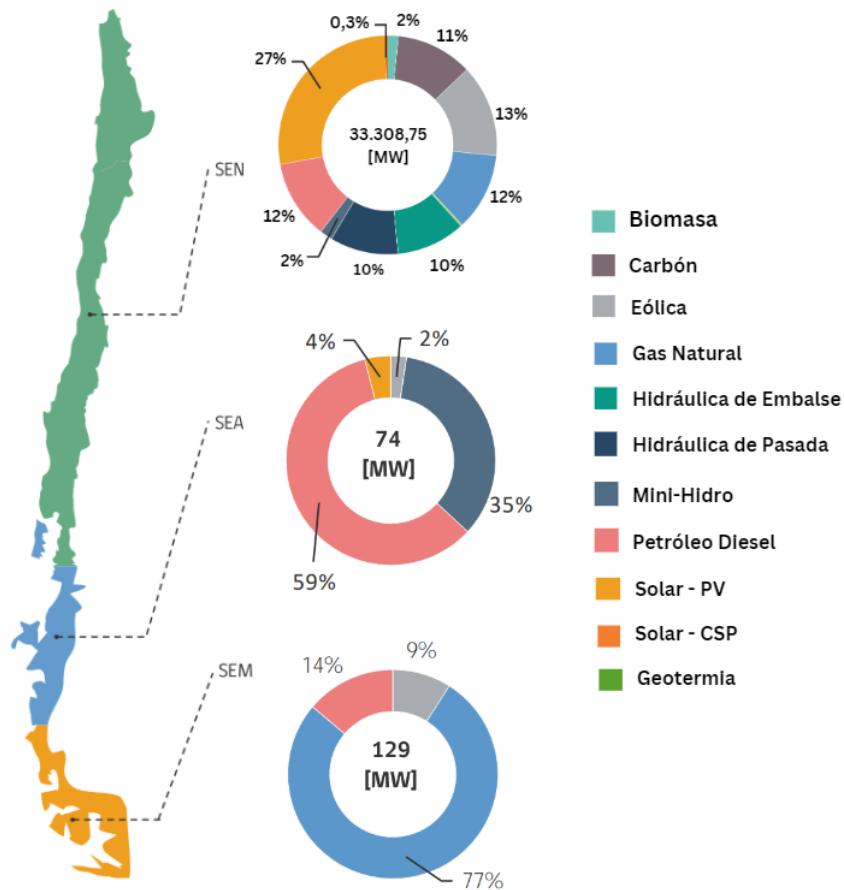 0,3%
2%
11%
27%
13%
33.308,75
[MW]
SEN
12%
12%
2%
10%
10%
Biomasa
Carbón
Eólica
Gas Natural
Hidráulica de Embalse
Hidráulica de Pasada
Mini-Hidro
Petróleo Diesel
Solar - PV
Solar - CSP
Geotermia
4%
2%
SEA
74
[MW]
35%
59%
SEM
14%
9%
129
[MW]
77%